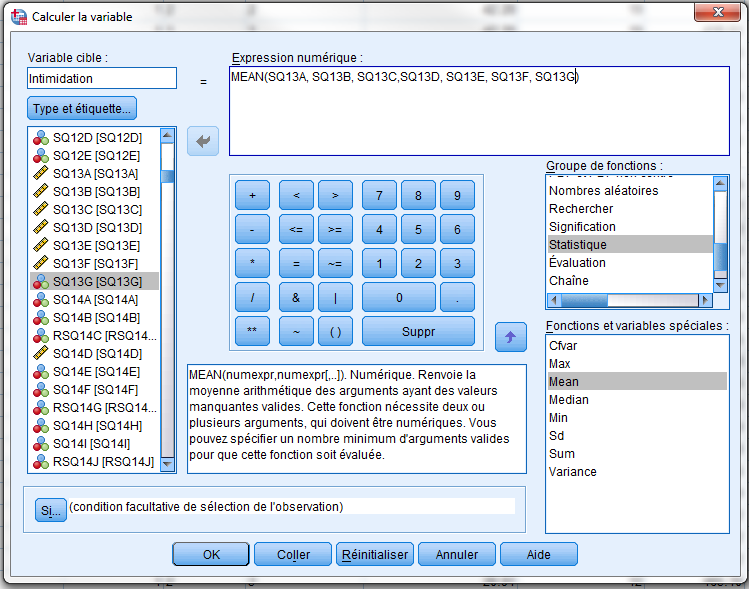 Calculer la variable
Variable cible :
Intimidation
=
Expression numérique :
MEAN(SQ13A, SQ13B, SQ13C,SQ13D, SQ13E, SQ13F, SQ13G)
Type et étiquette...
SQ12D [SQ12D]
SQ12E [SQ12E]
SQ13A [SQ13A]
SQ13B [SQ13B]
SQ13C [SQ13C]
SQ13D [SQ13D]
SQ13E [SQ13E]
SQ13F [SQ13F]
SQ13G [SQ13G]
SQ14A [SQ14A]
SQ14B [SQ14B]
RSQ14C [RSQ14...
SQ14D [SQ14D]
SQ14E [SQ14E]
SQ14F [SQ14F]
RSQ14G [RSQ14...
SQ14H [SQ14H]
SQ14I [SQ14I]
RSQ14J [RSQ14J]
+ < > 7 8 9
- <= >= 4 5 6
* = ~= 1 2 3
/ & | 0 .
** ~ ( ) Suppr
Groupe de fonctions :
Nombres aléatoires
Rechercher
Signification
Statistique
Évaluation
Chaîne
Fonctions et variables spéciales :
Cfvar
Max
Mean
Median
Min
Sd
Sum
Variance
MEAN(numexpr,numexpr[,..]). Numérique. Renvoie la
moyenne arithmétique des arguments ayant des valeurs
manquantes valides. Cette fonction nécessite deux ou
plusieurs arguments, qui doivent être numériques. Vous
pouvez spécifier un nombre minimum d'arguments valides
pour que cette fonction soit évaluée.
Si... (condition facultative de sélection de l'observation)
OK Coller Réinitialiser Annuler Aide